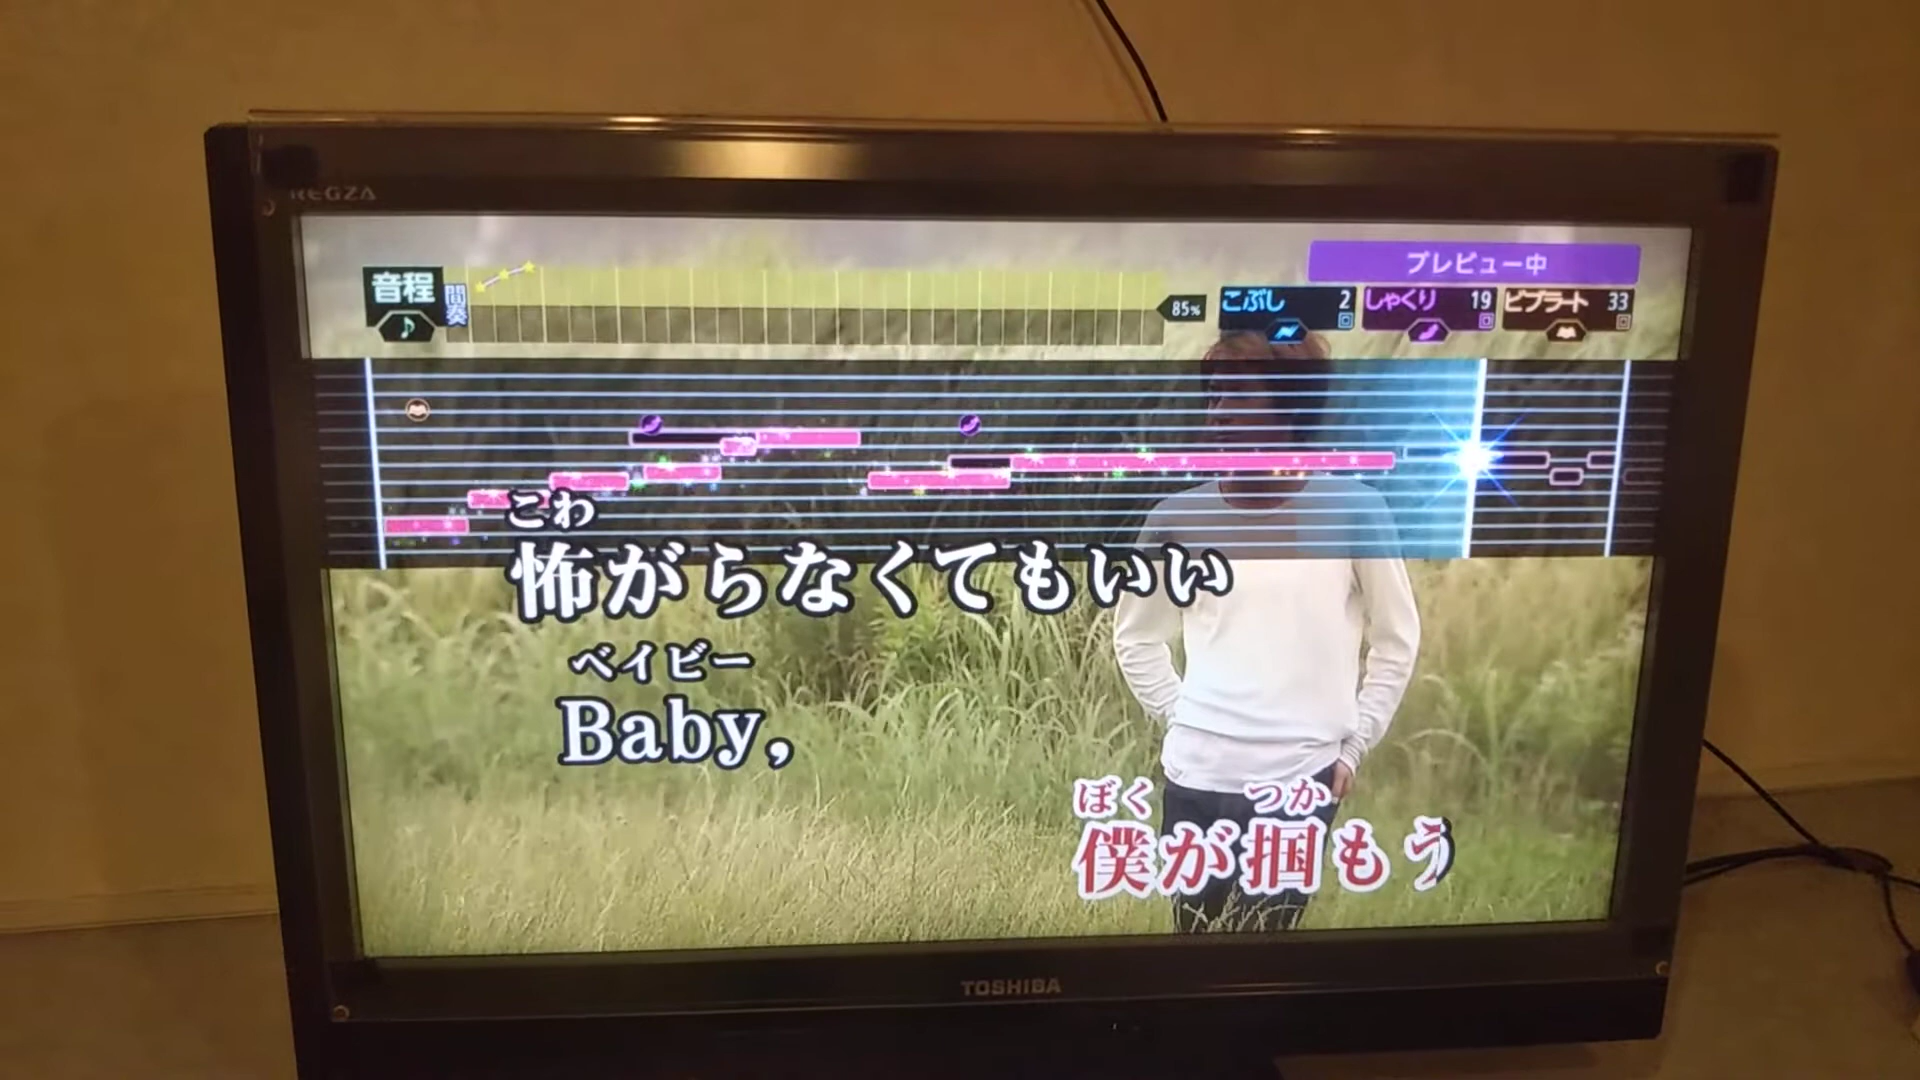 REGZA
プレビュー中
音程
間奏
85%
こぶし 2
しゃくり 19
ビブラート 33
こわ
怖がらなくてもいい
ベイビー
Baby,
ぼく つか
僕が掴もう
TOSHIBA